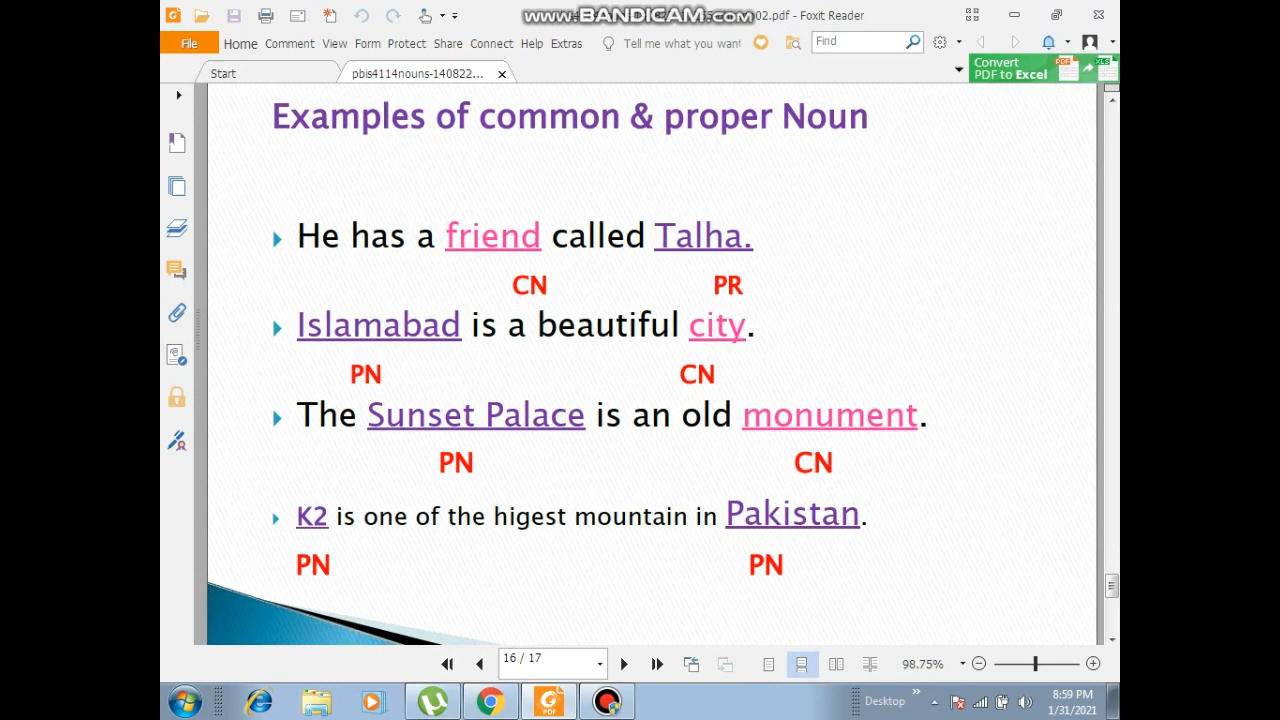 www.BANDICAM.com
02.pdf - Foxit Reader
File Home Comment View Form Protect Share Connect Help Extras Tell me what you want Find
Convert PDF to Excel
Start pbis4114nouns-140822...
Examples of common & proper Noun
He has a friend called Talha.
CN PR
Islamabad is a beautiful city.
PN CN
The Sunset Palace is an old monument.
PN CN
K2 is one of the higest mountain in Pakistan.
PN PN
16 / 17 98.75%
Desktop 8:59 PM
1/31/2021